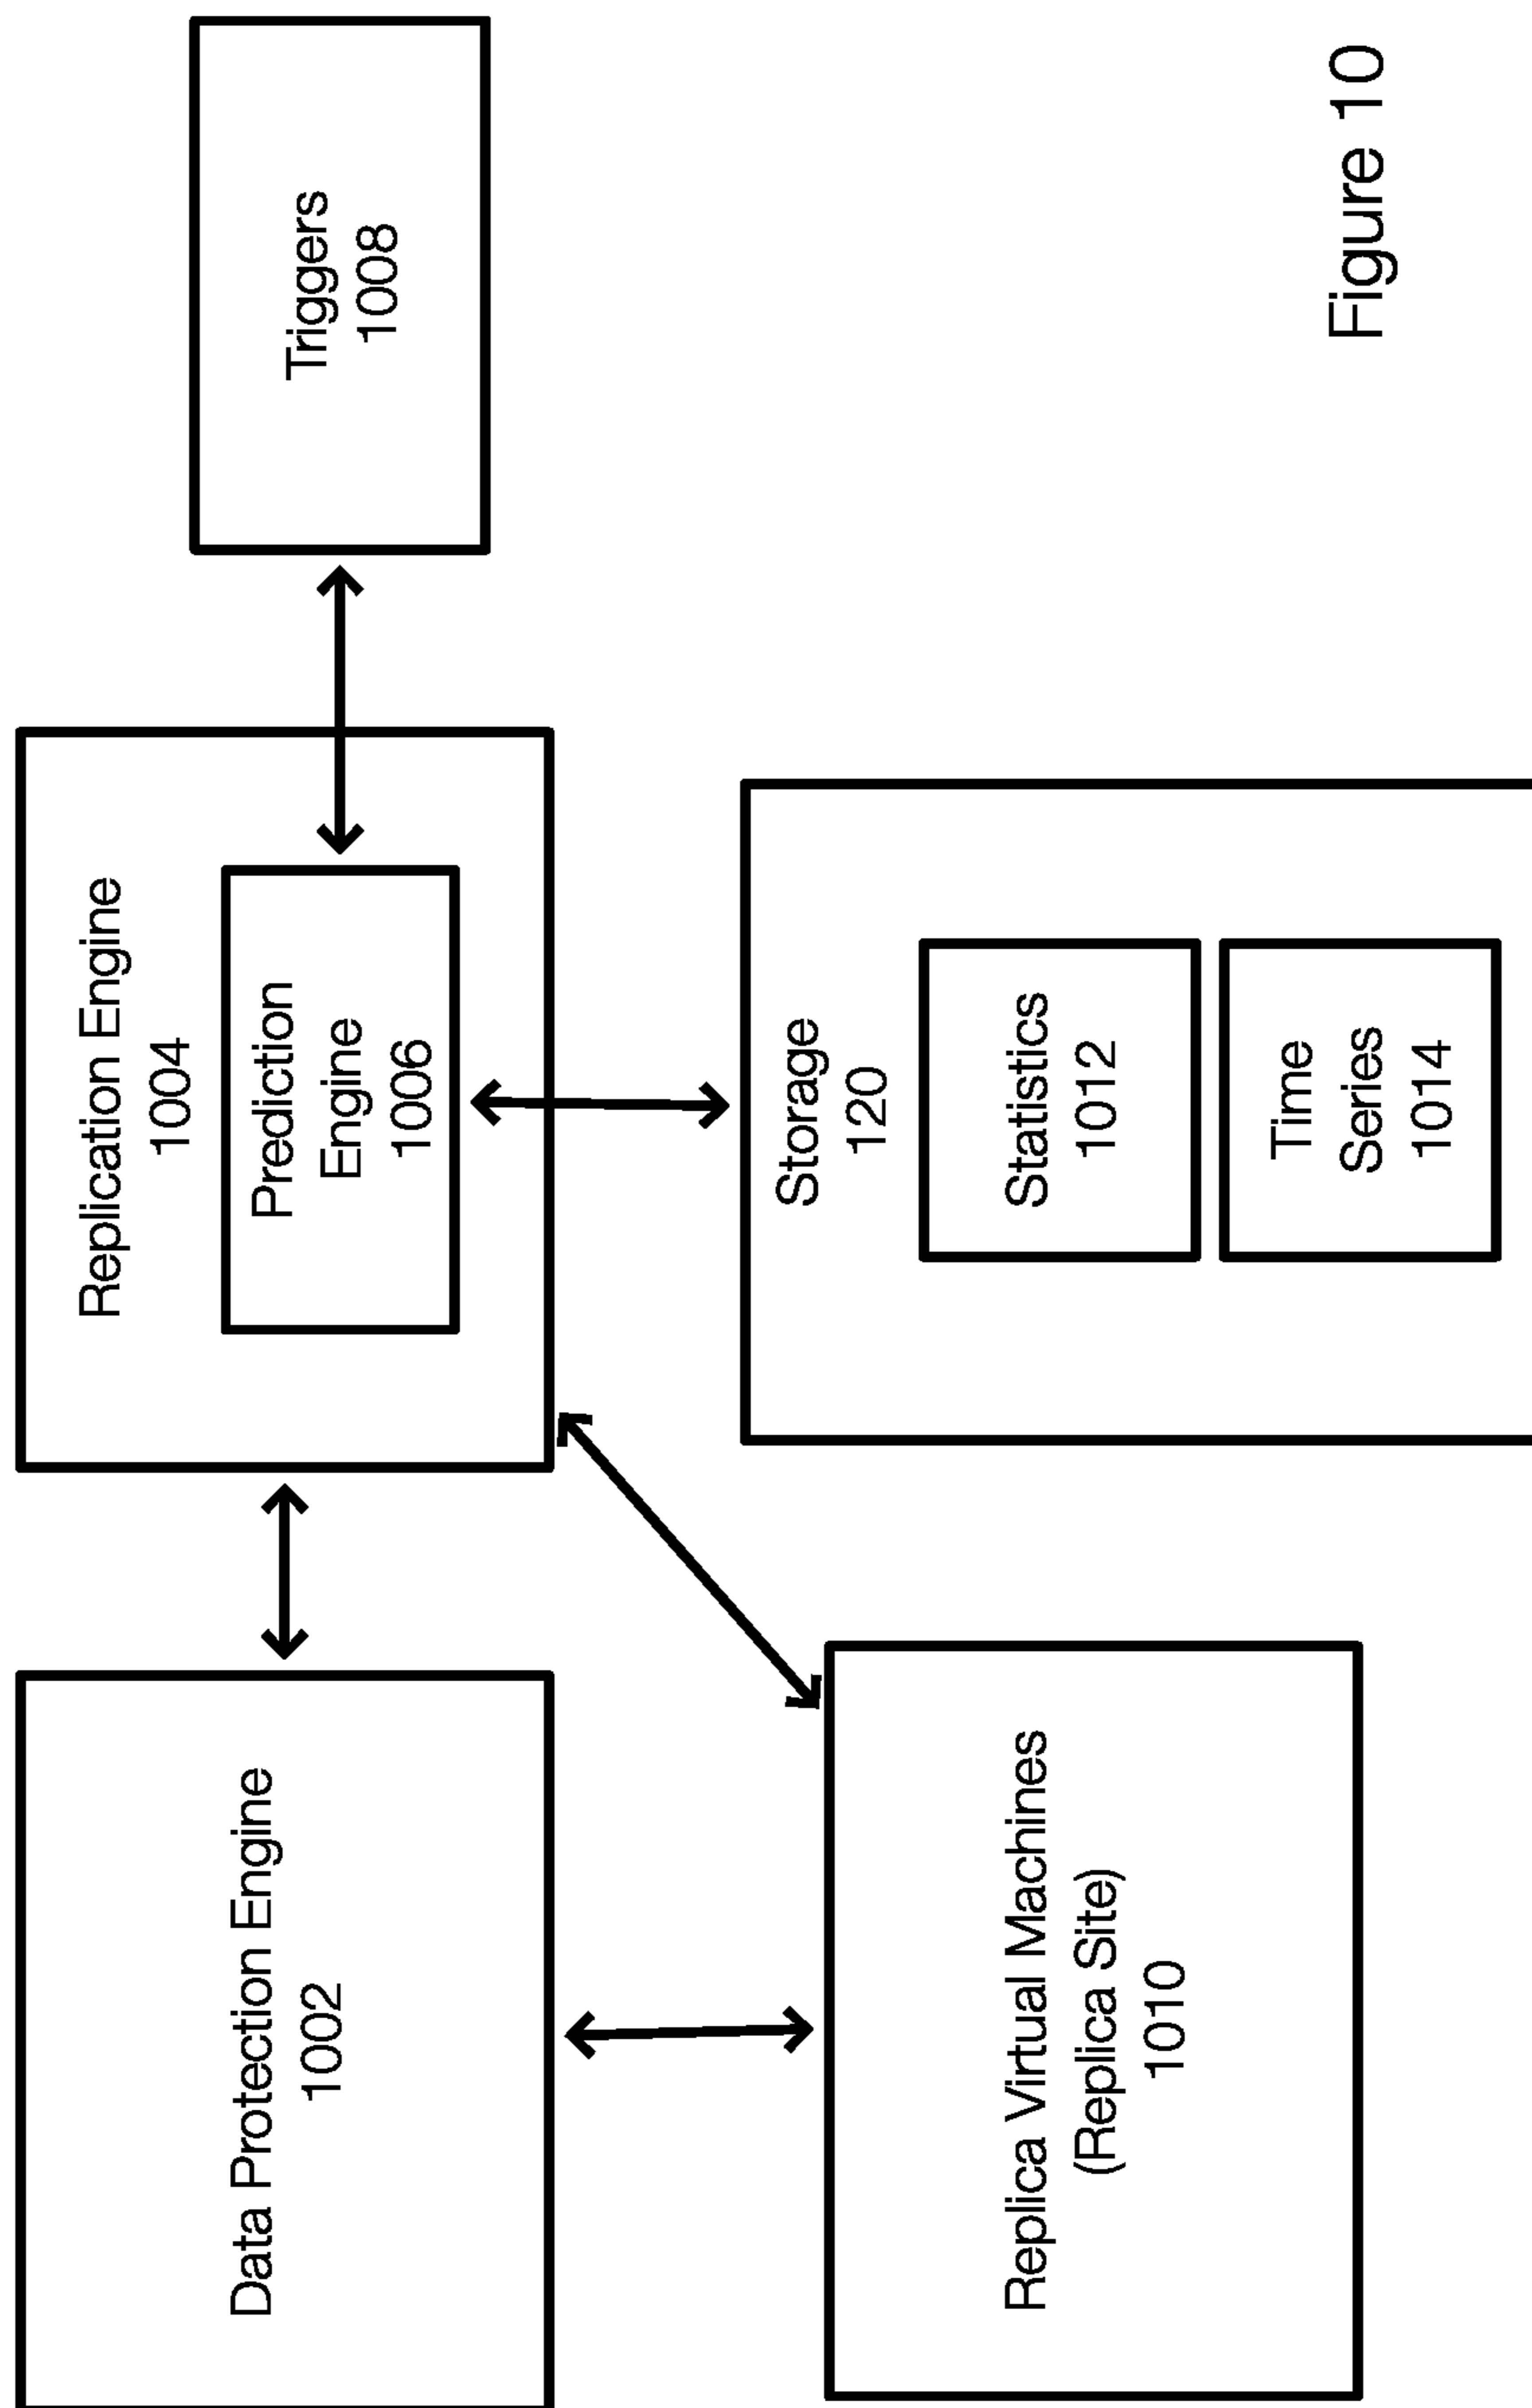 Data Protection Engine
1002
Replication Engine
1004
Prediction
Engine
1006
Triggers
1008
Replica Virtual Machines
(Replica Site)
1010
Storage
120
Statistics
1012
Time
Series
1014
Figure 10